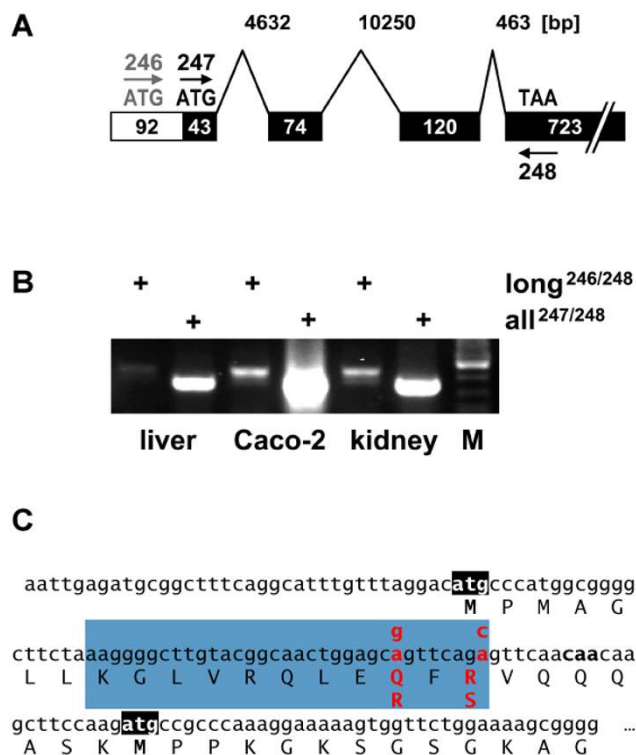 A
4632 10250 463 [bp]
246 247
ATG ATG TAA
92 43 74 120 723
248
B
+ + + long246/248
+ + + all247/248
liver Caco-2 kidney M
C
aattgagatgcggctttcaggcatttgtttaggacatgcccatggcgggg
M P M A G
g c
cttctaaaggggcttgtacggcaactggagcagttcagagttcaacaacaa
L L K G L V R Q L E Q F R V Q Q Q
R S
gcttccaagatgccgcccaaaggaaaaagtggttctggaaaagcgggg ...
A S K M P P K G K S G S G K A G